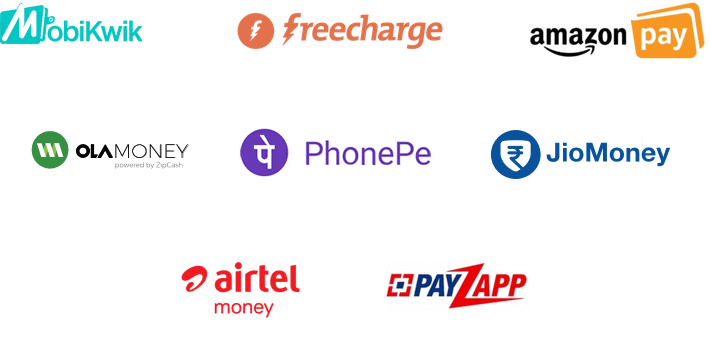 MobiKwik
freecharge
amazon pay
OLAMONEY
powered by ZipCash
पे PhonePe
₹ JioMoney
airtel
money
PAYZAPP